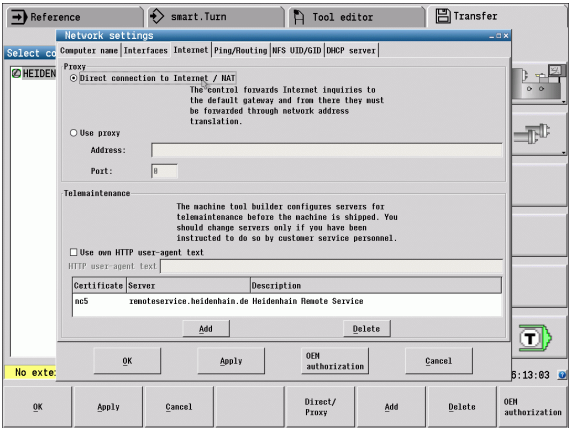 Reference
smart.Turn
Tool editor
Transfer
Network settings
Select co
Computer name Interfaces Internet Ping/Routing NFS UID/GID DHCP server
HEIDEN
Proxy
Direct connection to Internet / NAT
The control forwards Internet inquiries to
the default gateway and from there they must
be forwarded through network address
translation.
Use proxy
Address:
Port: 0
Telemaintenance
The machine tool builder configures servers for
telemaintenance before the machine is shipped. You
should change servers only if you have been
instructed to do so by customer service personnel.
Use own HTTP user-agent text
HTTP user-agent text
Certificate Server Description
nc5 remoteservice.heidenhain.de Heidenhain Remote Service
Add Delete
OK Apply OEM authorization Cancel
T
No exte
5:13:03
OK Apply Cancel Direct/ Proxy Add Delete OEM authorization